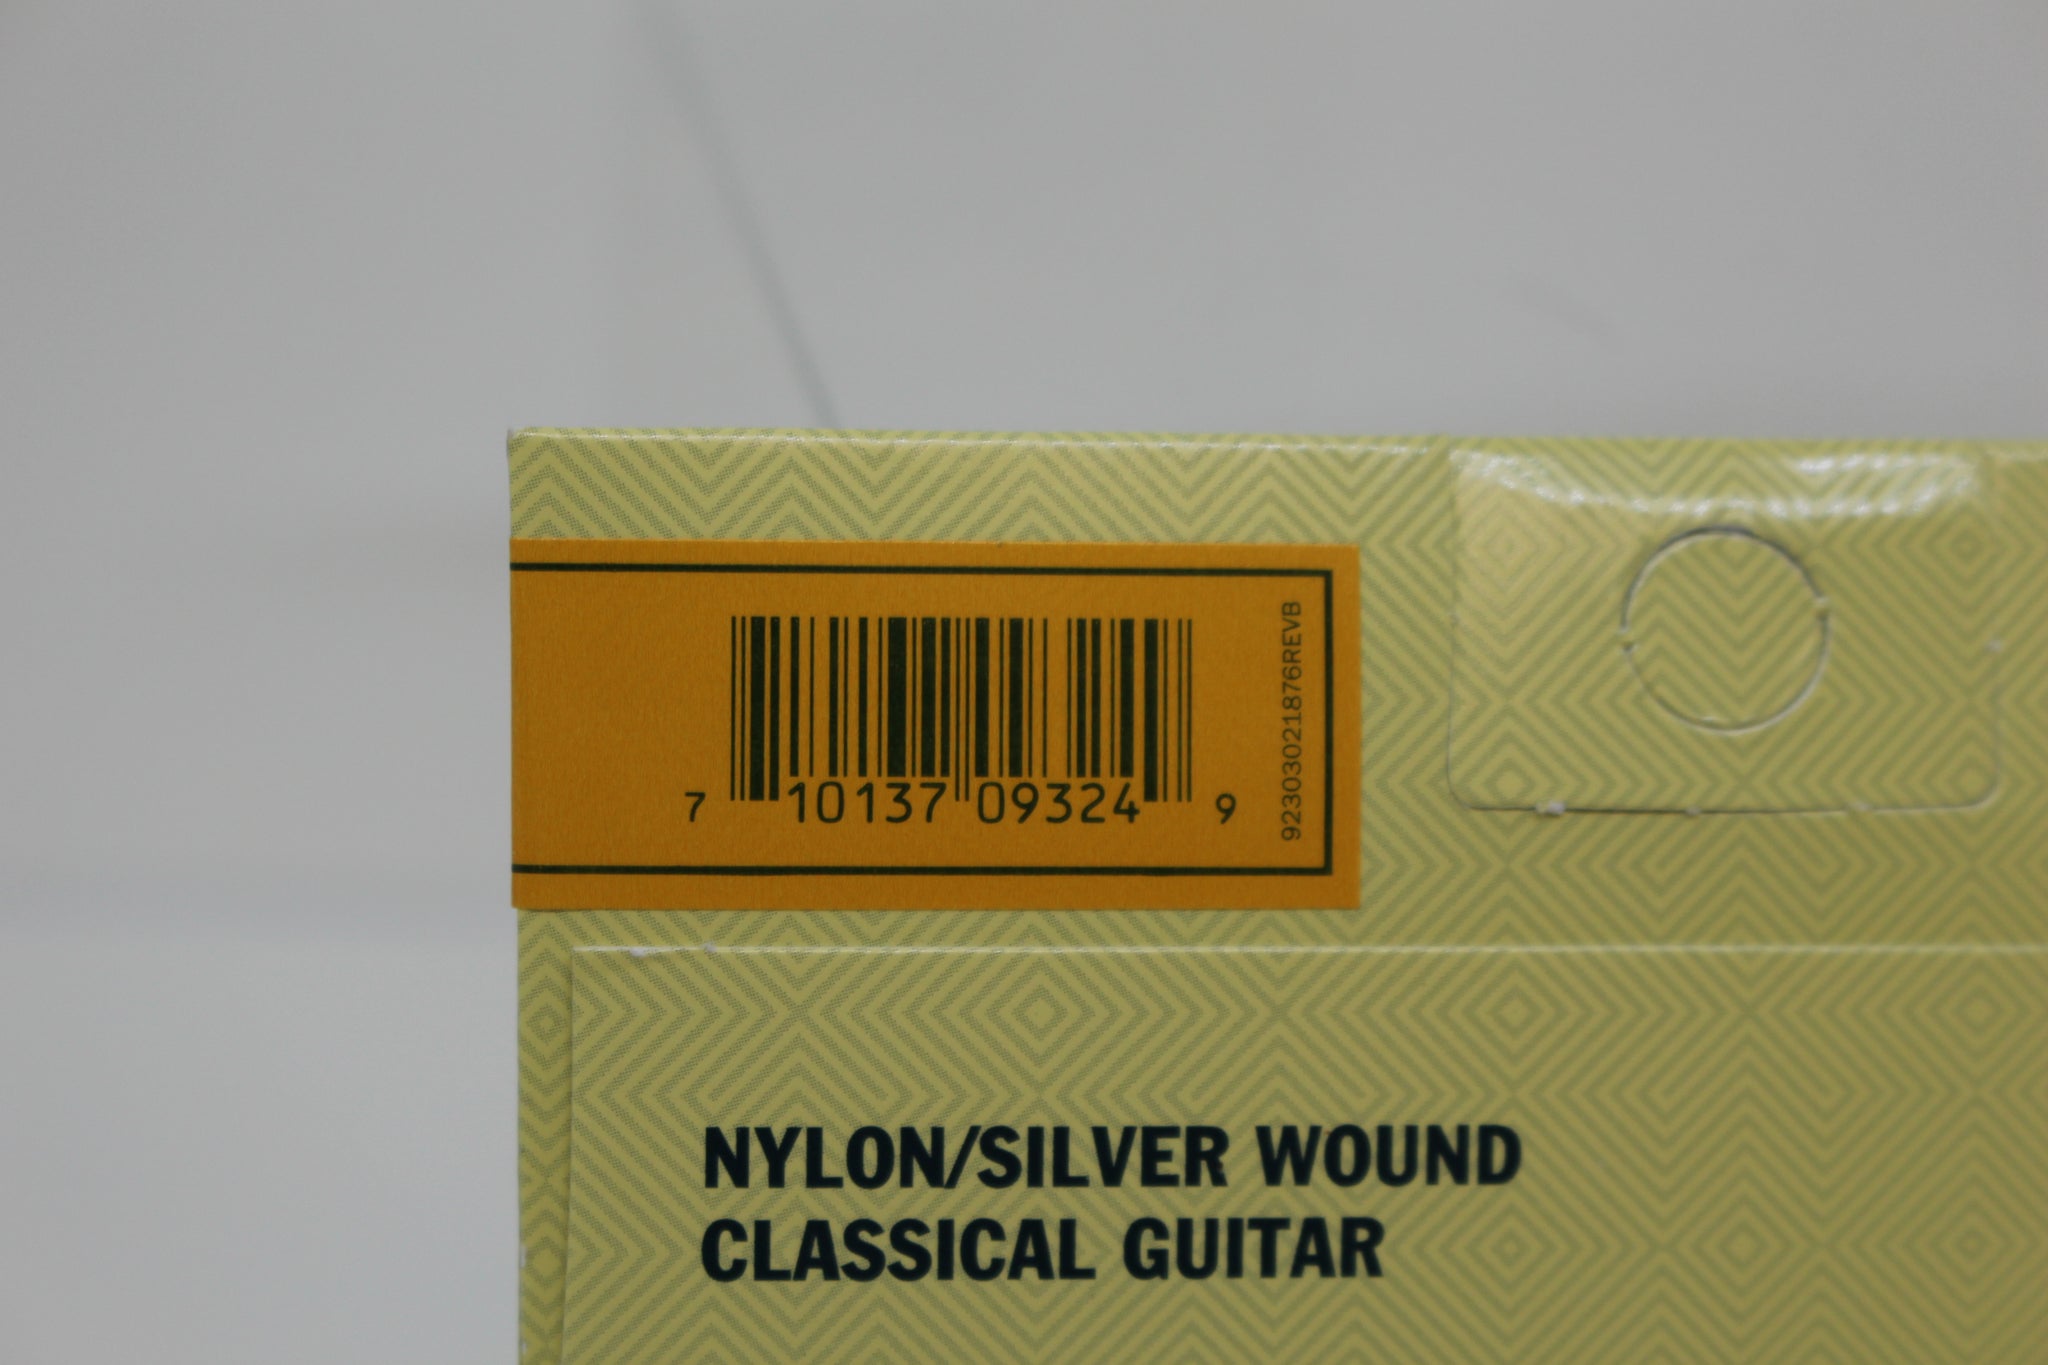 7 10137 09324 9
92303021876REVB
NYLON/SILVER WOUND
CLASSICAL GUITAR